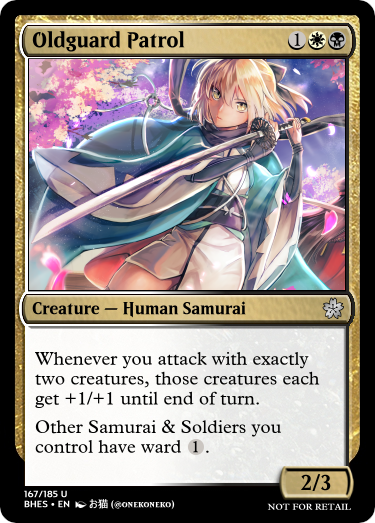 Oldguard Patrol 1
Creature — Human Samurai
Whenever you attack with exactly
two creatures, those creatures each
get +1/+1 until end of turn.
Other Samurai & Soldiers you
control have ward 1.
2/3
167/185 U
BHES • EN お猫 (@ONEKONEKO)
NOT FOR RETAIL